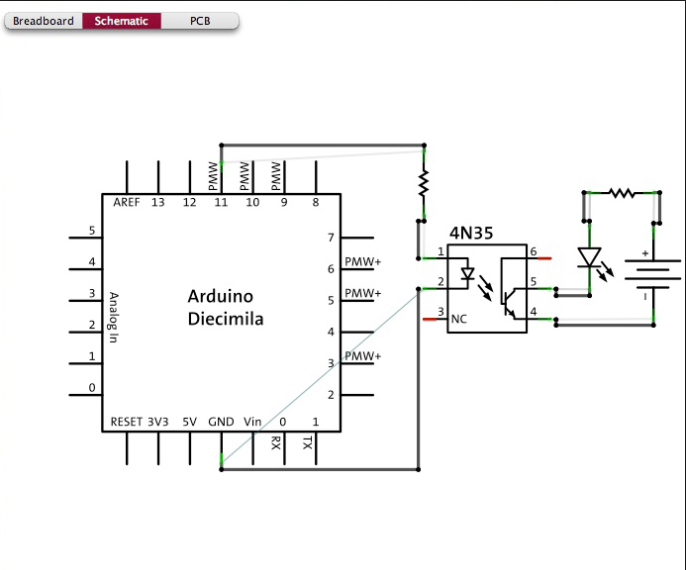 Breadboard Schematic PCB
PMW PMW PMW
AREF 13 12 11 10 9 8
4N35
5 7 1 6
4 6 PMW+
2 5
3 5 PMW+
Arduino
Diecimila
Analog In
3 NC 4
2 4
1 3 PMW+
0 2
RESET 3V3 5V GND Vin 0 1
RX TX
+
-